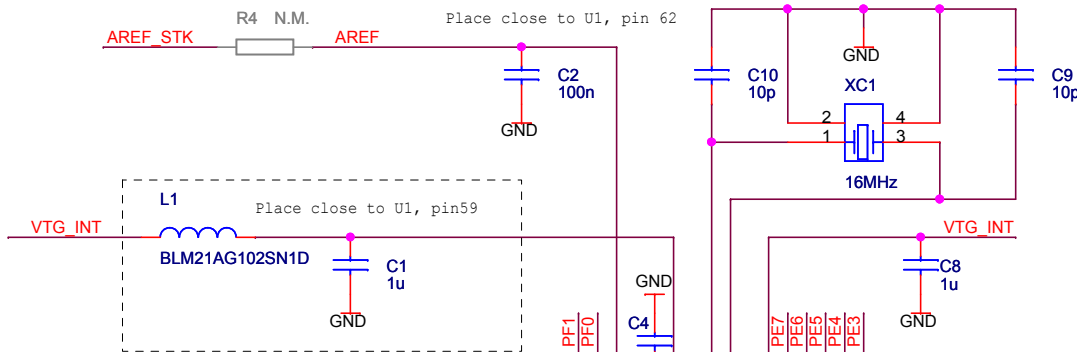 R4 N.M.
Place close to U1, pin 62
AREF_STK
AREF
C2
100n
GND
GND
C10
10p
C9
10p
XC1
2
4
1
3
16MHz
L1
Place close to U1, pin59
VTG_INT
BLM21AG102SN1D
C1
1u
GND
GND
C4
PF1
PF0
VTG_INT
C8
1u
GND
PE7
PE6
PE5
PE4
PE3